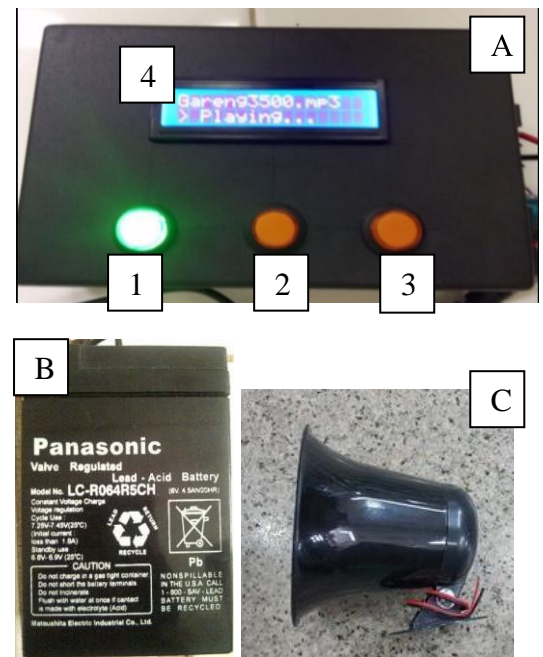 A
4
Gareng3500.mp3
> Playing...
1
2
3
B
Panasonic
Valve Regulated
Lead - Acid Battery
Model No. LC-R064R5CH (6V, 4.5Ah/20HR)
Constant Voltage Charge
Voltage regulation
Cycle Use :
7.25V-7.45V(25°C)
(Initial current :
less than 1.8A)
Standby use :
6.8V- 6.9V (25°C)
LEAD
RETURN
RECYCLE
Pb
CAUTION
Do not charge in a gas tight container
Do not short the battery terminals
Do not incinerate
Flush with water at once if contact
is made with electrolyte (Acid)
NONSPILLABLE
IN THE U.S.A. CALL
1 - 800 - SAV - LEAD
BATTERY MUST
BE RECYCLED
Matsushita Electric Industrial Co., Ltd.
C